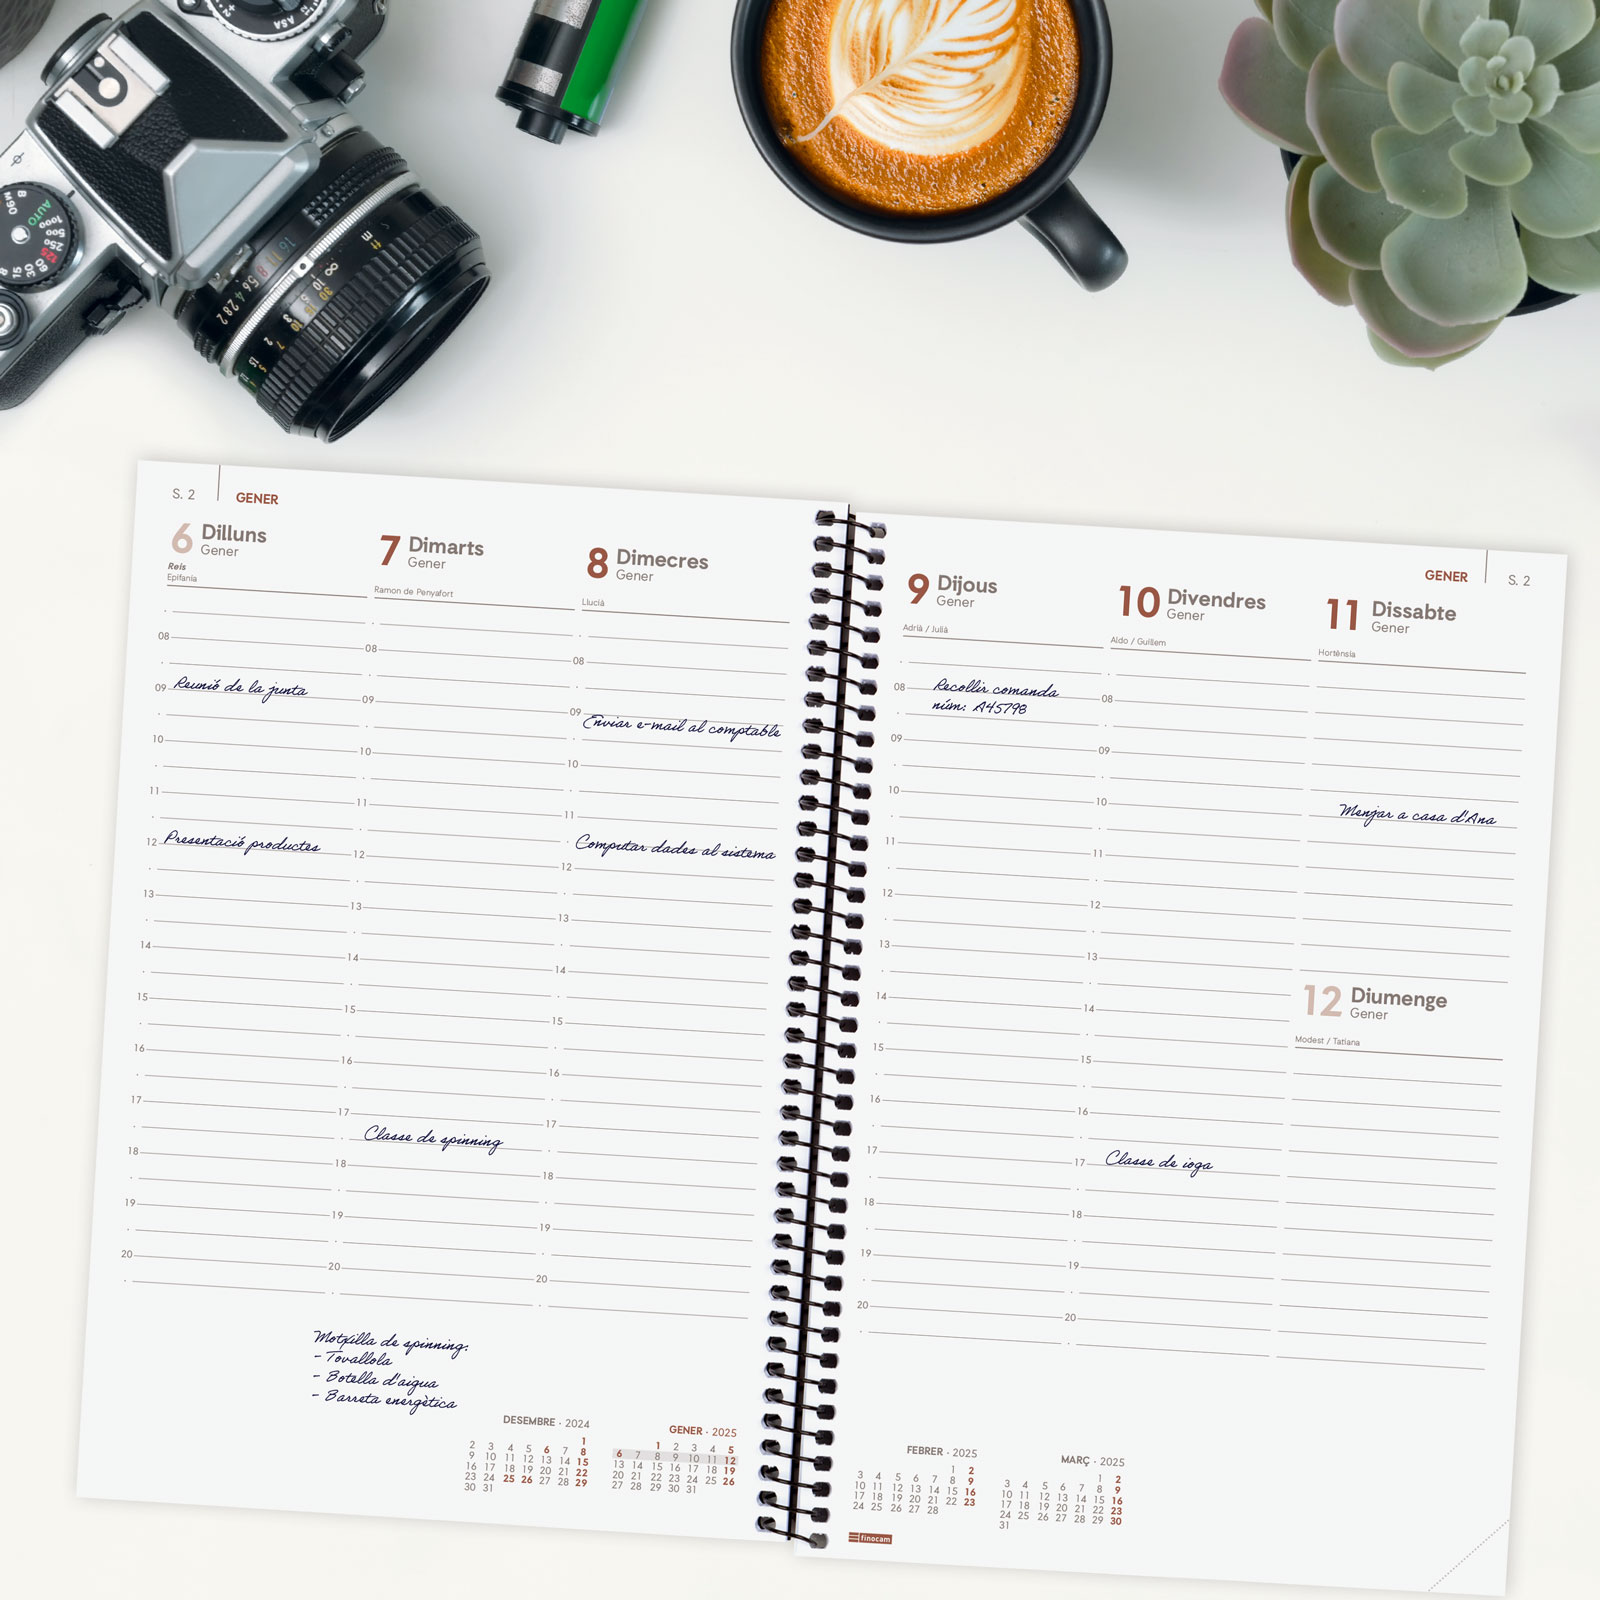 ASA
AUTO
S. 2
GENER
6 Dilluns
Gener
Reis
Epifania
08
09 Reunió de la junta
10
11
12 Presentació productes
13
14
15
16
17
18
19
20
7 Dimarts
Gener
Ramon de Penyafort
08
09
10
11
12
13
14
15
16
17
Classe de spinning
18
19
20
8 Dimecres
Gener
Llucià
08
09 Enviar e-mail al comptable
10
11
Computar dades al sistema
12
13
14
15
16
17
18
19
20
Motxilla de spinning:
- Tovallola
- Botella d'aigua
- Barreta energètica
DESEMBRE · 2024
1
2 3 4 5 6 7 8
9 10 11 12 13 14 15
16 17 18 19 20 21 22
23 24 25 26 27 28 29
30 31
GENER · 2025
1 2 3 4 5
6 7 8 9 10 11 12
13 14 15 16 17 18 19
20 21 22 23 24 25 26
27 28 29 30 31
GENER
S. 2
9 Dijous
Gener
Adrià / Julià
08 Recollir comanda
núm: A45798
09
10
11
12
13
14
15
16
17
18
19
20
10 Divendres
Gener
Aldo / Guillem
08
09
10
11
12
13
14
15
16
17 Classe de ioga
18
19
20
11 Dissabte
Gener
Hortènsia
Menjar a casa d'Ana
12 Diumenge
Gener
Modest / Tatiana
FEBRER · 2025
1 2
3 4 5 6 7 8 9
10 11 12 13 14 15 16
17 18 19 20 21 22 23
24 25 26 27 28
MARÇ · 2025
1 2
3 4 5 6 7 8 9
10 11 12 13 14 15 16
17 18 19 20 21 22 23
24 25 26 27 28 29 30
31
finocam